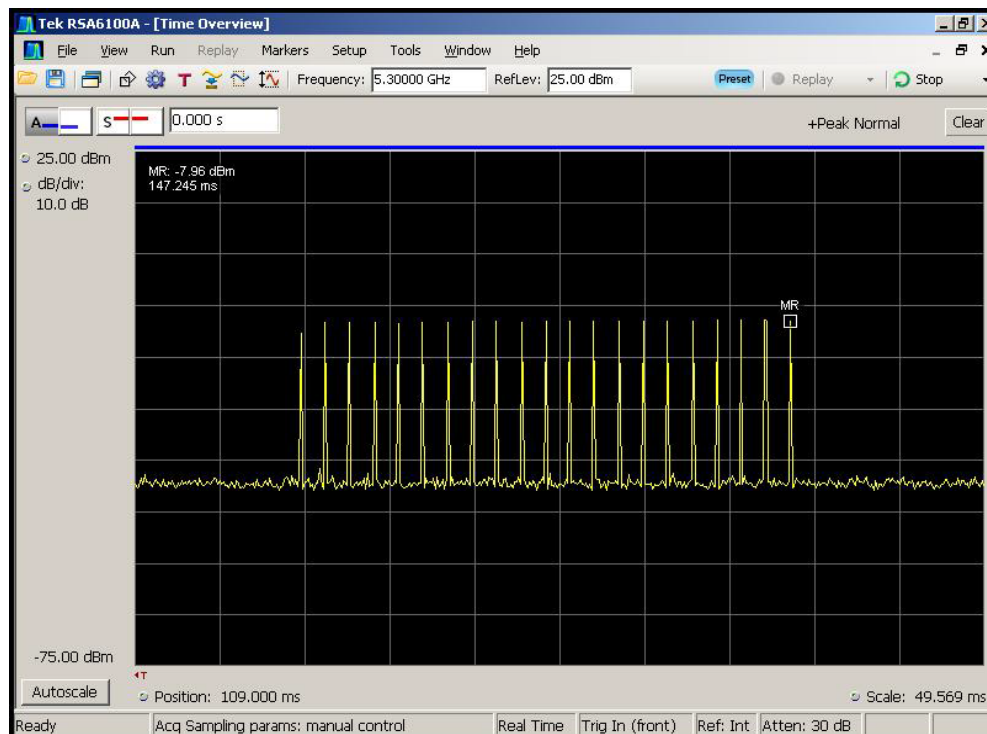 Tek RSA6100A - [Time Overview]
File View Run Replay Markers Setup Tools Window Help
Frequency: 5.30000 GHz RefLev: 25.00 dBm Preset Replay Stop
A S 0.000 s +Peak Normal Clear
25.00 dBm
dB/div:
10.0 dB
MR: -7.96 dBm
147.245 ms
MR
-75.00 dBm
T
Autoscale Position: 109.000 ms Scale: 49.569 ms
Ready Acq Sampling params: manual control Real Time Trig In (front) Ref: Int Atten: 30 dB